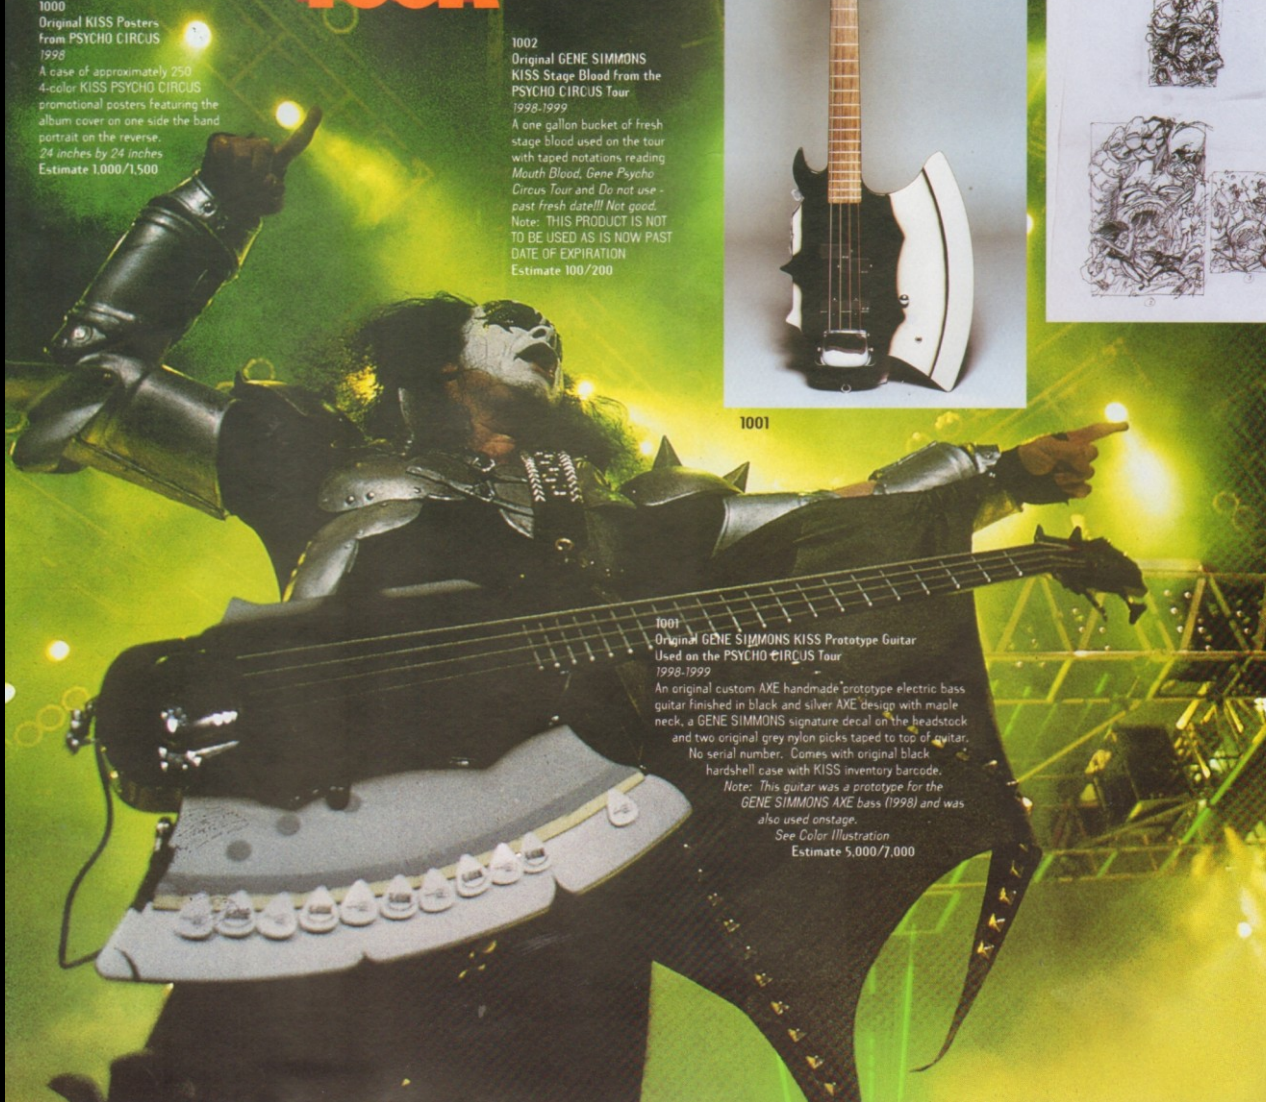 1000
Original KISS Posters
from PSYCHO CIRCUS
1998
A case of approximately 250
4-color KISS PSYCHO CIRCUS
promotional posters featuring the
album cover on one side the band
portrait on the reverse.
24 inches by 24 inches
Estimate 1,000/1,500
1002
Original GENE SIMMONS
KISS Stage Blood from the
PSYCHO CIRCUS Tour
1998-1999
A one gallon bucket of fresh
stage blood used on the tour
with taped notations reading
Mouth Blood, Gene Psycho
Circus Tour and Do not use -
past fresh date!!! Not good.
Note: THIS PRODUCT IS NOT
TO BE USED AS IS NOW PAST
DATE OF EXPIRATION
Estimate 100/200
1001
1001
Original GENE SIMMONS KISS Prototype Guitar
Used on the PSYCHO CIRCUS Tour
1998-1999
An original custom AXE handmade prototype electric bass
guitar finished in black and silver AXE design with maple
neck, a GENE SIMMONS signature decal on the headstock
and two original grey nylon picks taped to top of guitar.
No serial number. Comes with original black
hardshell case with KISS inventory barcode.
Note: This guitar was a prototype for the
GENE SIMMONS AXE bass (1998) and was
also used onstage.
See Color Illustration
Estimate 5,000/7,000